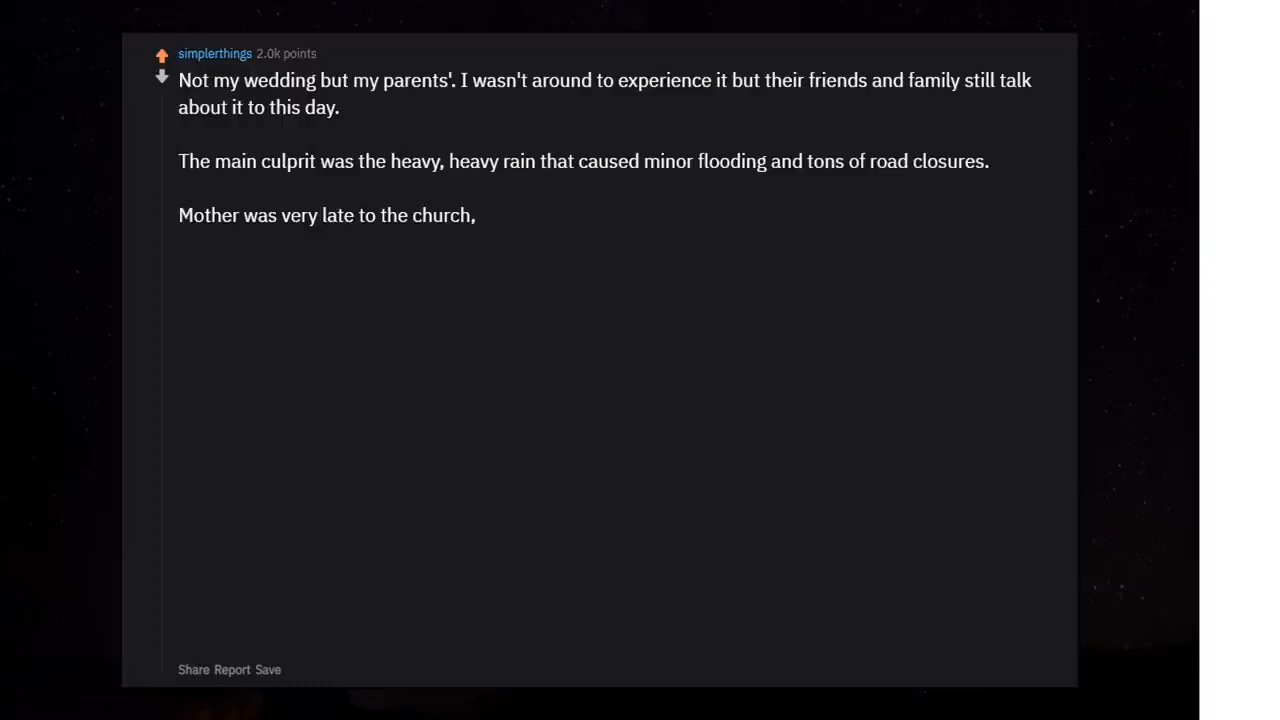 simplerthings 2.0k points
Not my wedding but my parents'. I wasn't around to experience it but their friends and family still talk
about it to this day.
The main culprit was the heavy, heavy rain that caused minor flooding and tons of road closures.
Mother was very late to the church,
Share Report Save